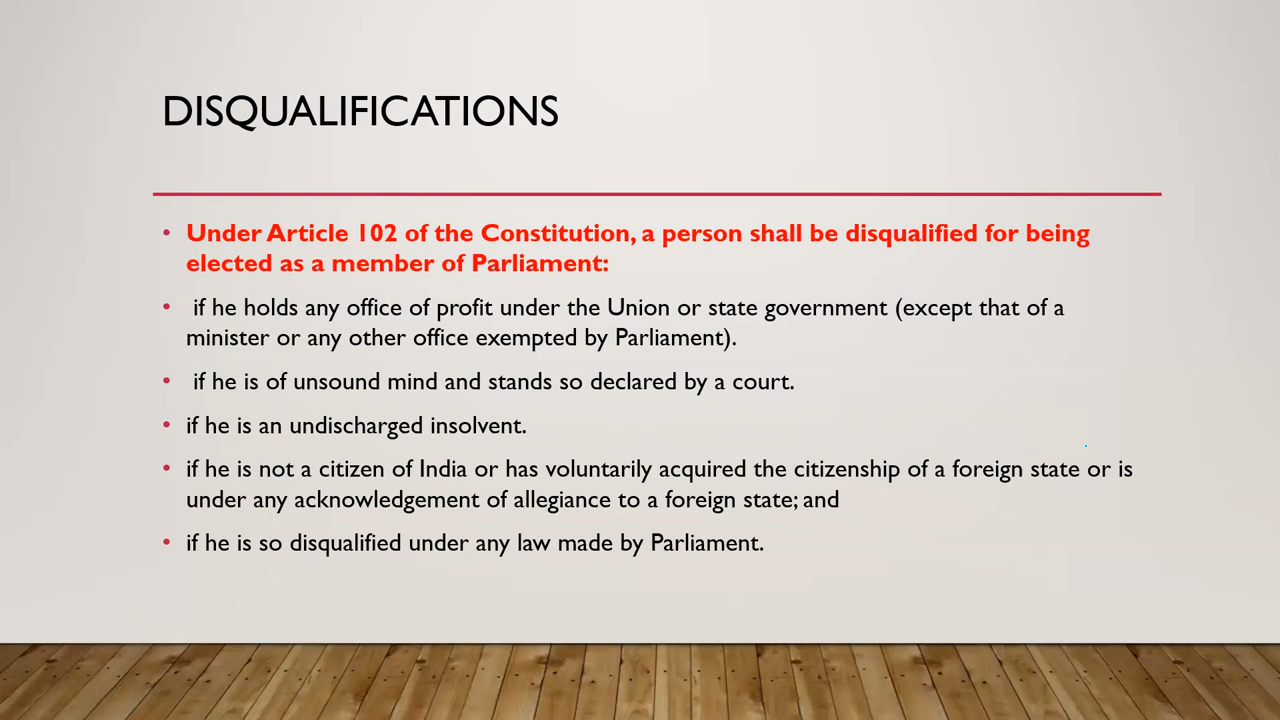 DISQUALIFICATIONS
• Under Article 102 of the Constitution, a person shall be disqualified for being
elected as a member of Parliament:
• if he holds any office of profit under the Union or state government (except that of a
minister or any other office exempted by Parliament).
• if he is of unsound mind and stands so declared by a court.
• if he is an undischarged insolvent.
• if he is not a citizen of India or has voluntarily acquired the citizenship of a foreign state or is
under any acknowledgement of allegiance to a foreign state; and
• if he is so disqualified under any law made by Parliament.